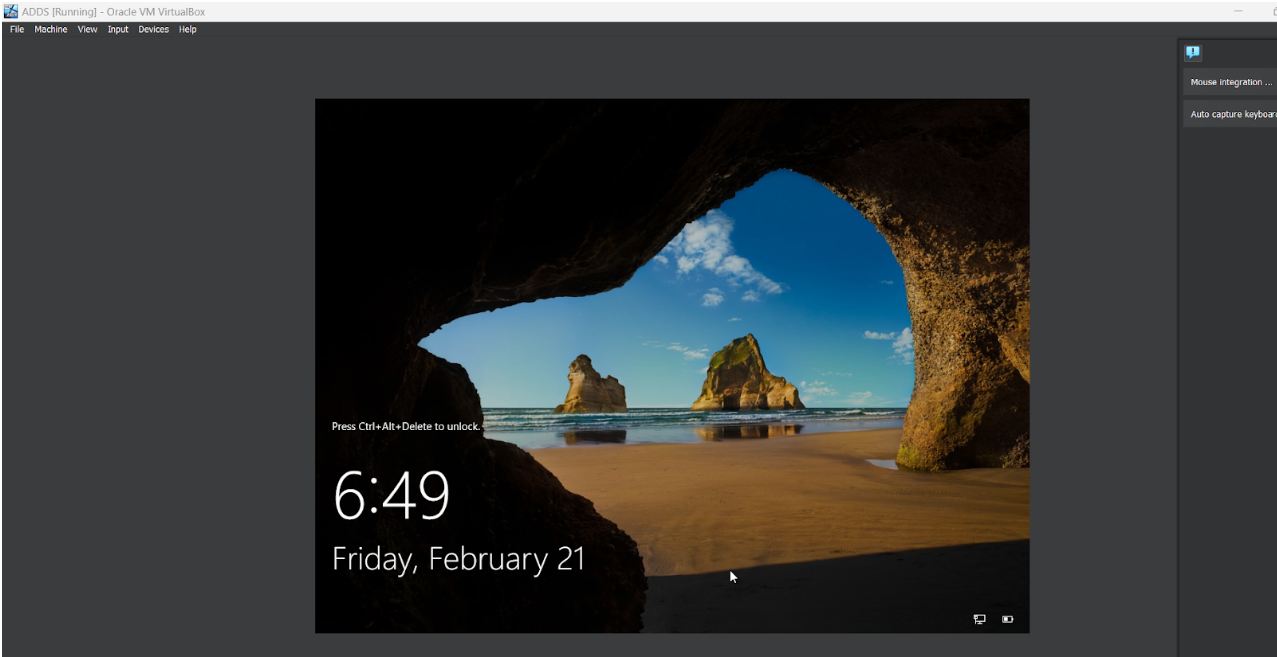 ADDS [Running] - Oracle VM VirtualBox
File Machine View Input Devices Help
Mouse integration ...
Auto capture keyboar
Press Ctrl+Alt+Delete to unlock.
6:49
Friday, February 21